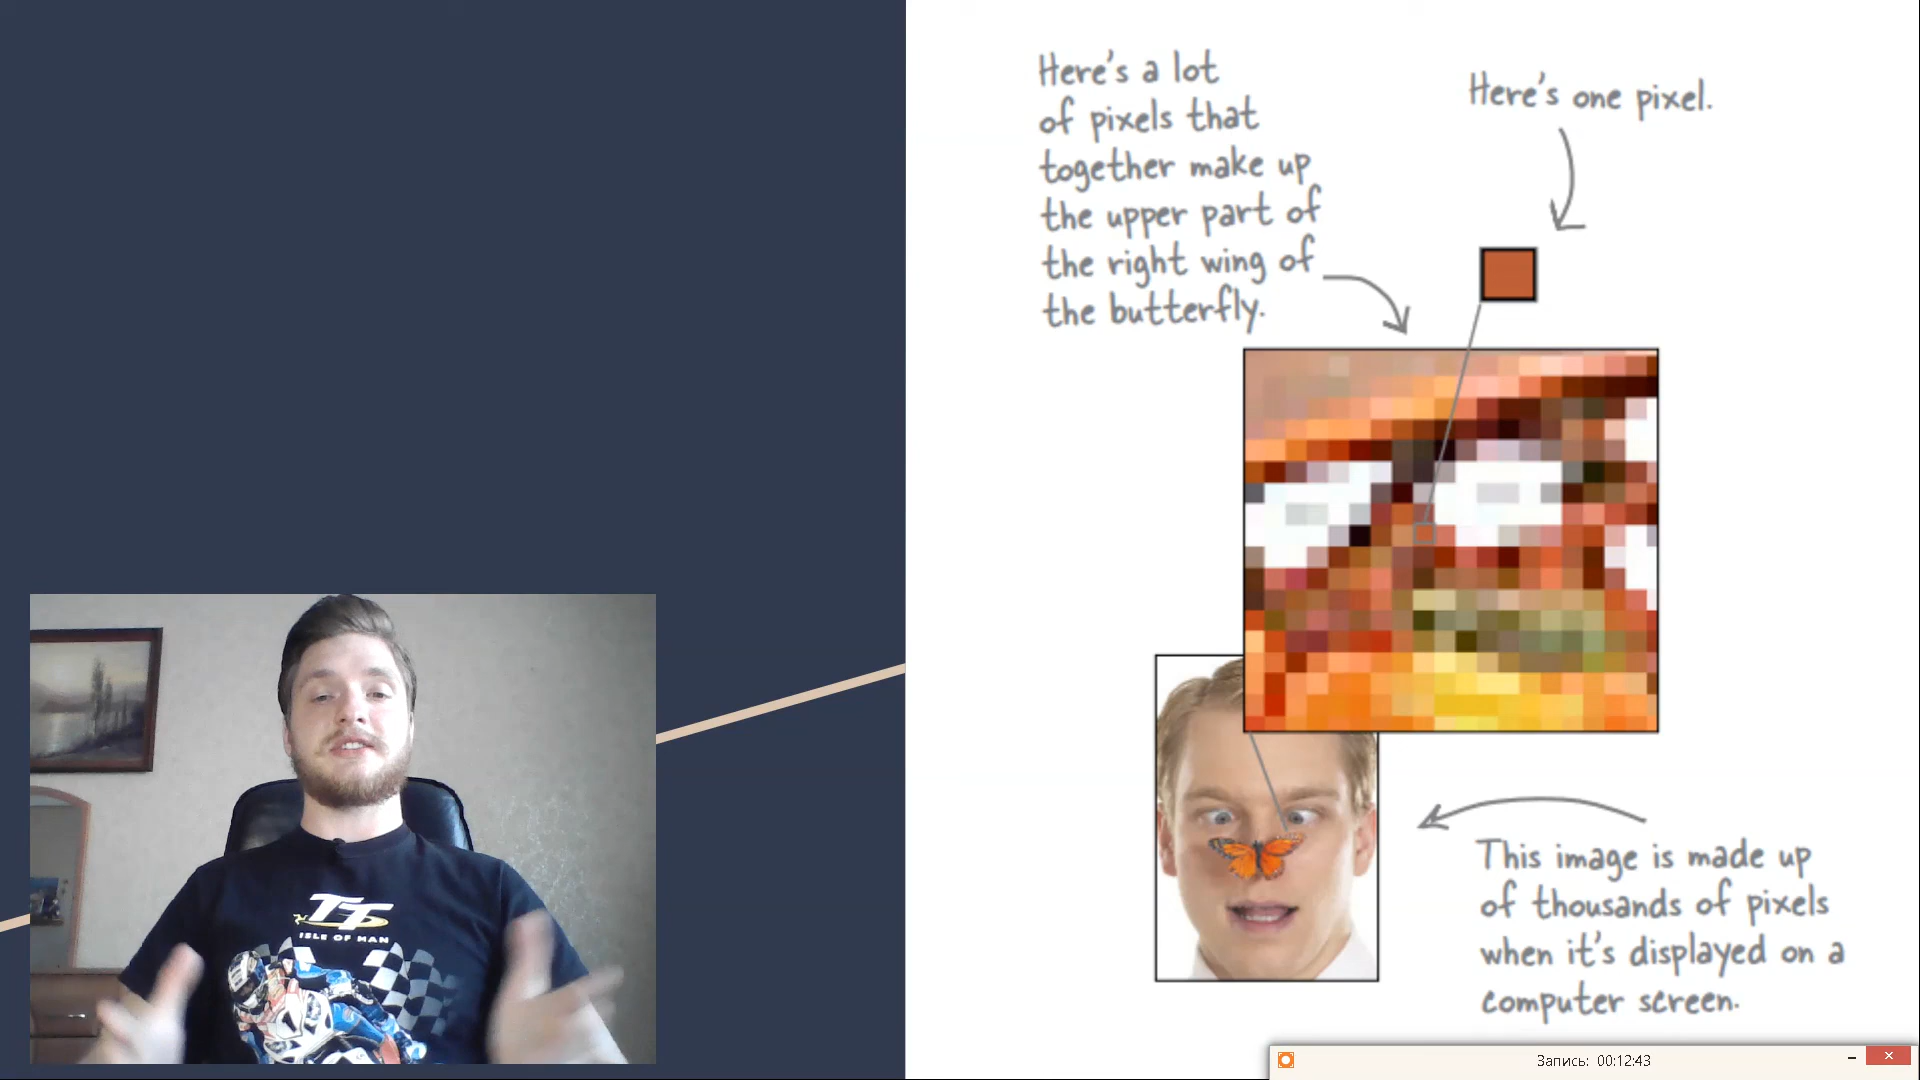 Here's a lot
of pixels that
together make up
the upper part of
the right wing of
the butterfly.
Here's one pixel.
This image is made up
of thousands of pixels
when it's displayed on a
computer screen.
TT
ISLE OF MAN
1
Запись: 00:12:43